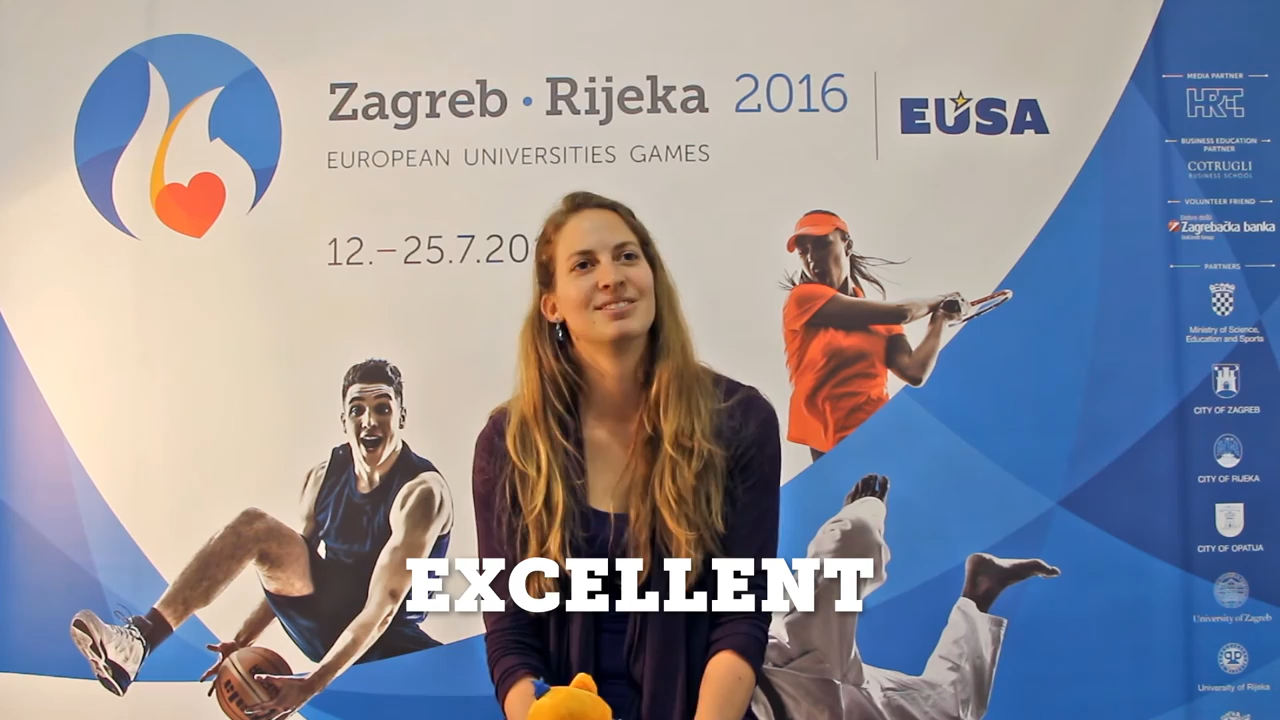 Zagreb · Rijeka 2016
EUSA
EUROPEAN UNIVERSITIES GAMES
12.–25.7.20
EXCELLENT
MEDIA PARTNER
HRT
BUSINESS EDUCATION
PARTNER
COTRUGLI
BUSINESS SCHOOL
VOLUNTEER FRIEND
Zagrebačka banka
UniCredit Group
PARTNERS
Ministry of Science,
Education and Sports
CITY OF ZAGREB
CITY OF RIJEKA
CITY OF OPATIJA
University of Zagreb
University of Rijeka